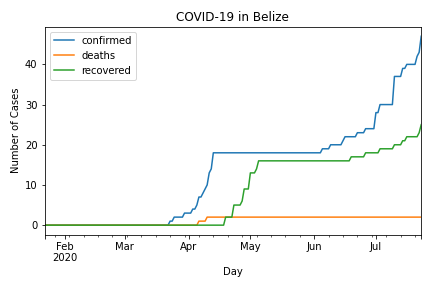 COVID-19 in Belize
confirmed
deaths
recovered
Number of Cases
40
30
20
10
0
Feb Mar Apr May Jun Jul
2020
Day